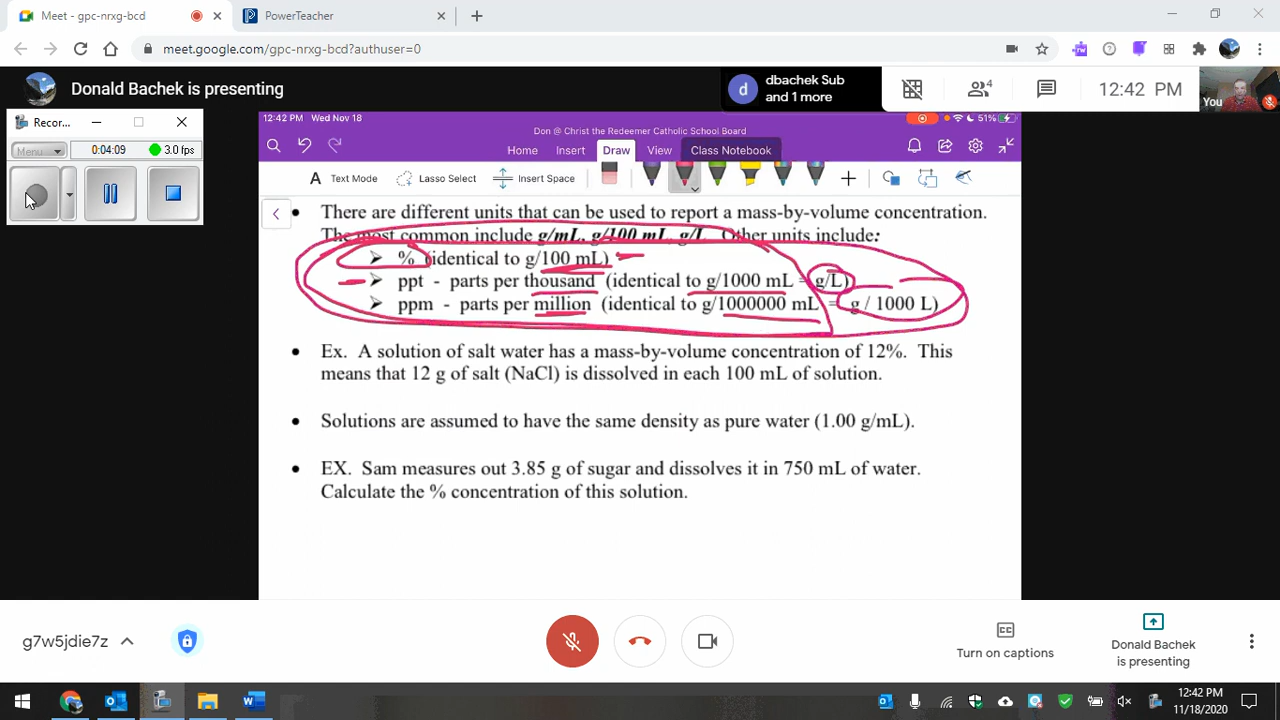 Meet - gpc-nrxg-bcd
PowerTeacher
meet.google.com/gpc-nrxg-bcd?authuser=0
Donald Bachek is presenting
d
dbachek Sub
and 1 more
4
12:42 PM
You
Recor...
Menu
0:04:09
3.0 fps
12:42 PM Wed Nov 18
51%
Don @ Christ the Redeemer Catholic School Board
Home Insert Draw View Class Notebook
A Text Mode Lasso Select Insert Space
• There are different units that can be used to report a mass-by-volume concentration.
The most common include g/mL, g/100 mL, g/L. Other units include:
➢ % (identical to g/100 mL)
➢ ppt - parts per thousand (identical to g/1000 mL = g/L)
➢ ppm - parts per million (identical to g/1000000 mL = g / 1000 L)
• Ex. A solution of salt water has a mass-by-volume concentration of 12%. This
means that 12 g of salt (NaCl) is dissolved in each 100 mL of solution.
• Solutions are assumed to have the same density as pure water (1.00 g/mL).
• EX. Sam measures out 3.85 g of sugar and dissolves it in 750 mL of water.
Calculate the % concentration of this solution.
g7w5jdie7z
CC
Turn on captions
Donald Bachek
is presenting
12:42 PM
11/18/2020